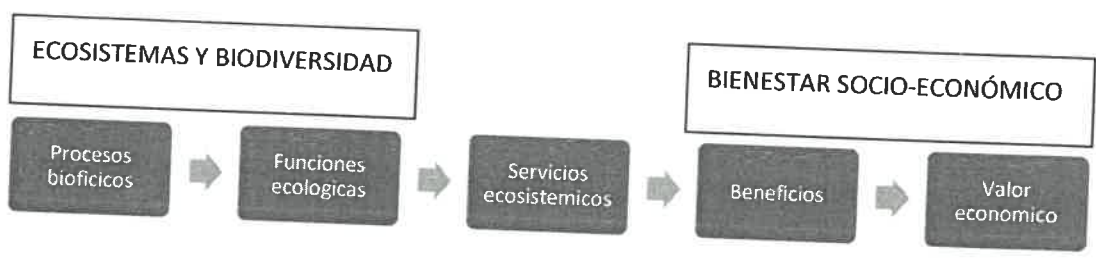 ECOSISTEMAS Y BIODIVERSIDAD
BIENESTAR SOCIO-ECONÓMICO
Procesos
bioficicos
Funciones
ecologicas
Servicios
ecosistemicos
Beneficios
Valor
economico